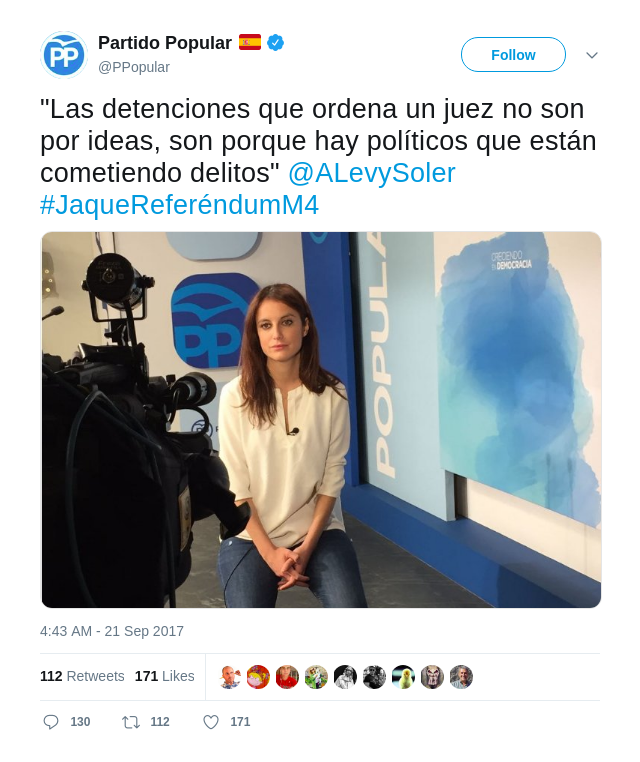 Partido Popular
@PPopular
Follow
"Las detenciones que ordena un juez no son
por ideas, son porque hay políticos que están
cometiendo delitos" @ALevySoler
#JaqueReferéndumM4
PP
POPULA
CRECIENDO
EN DEMOCRACIA
4:43 AM - 21 Sep 2017
112 Retweets 171 Likes
130 112 171